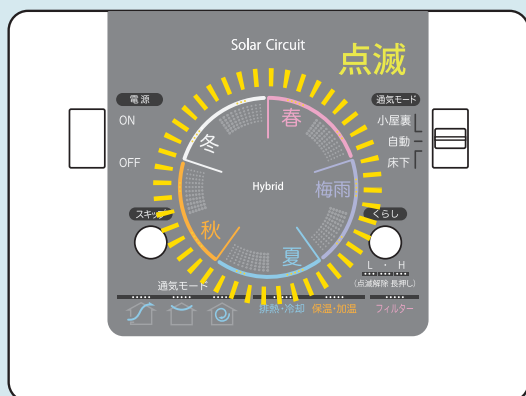 Solar Circuit
点滅
電源
ON
OFF
通気モード
小屋裏
自動
床下
春
梅雨
夏
秋
冬
Hybrid
スキップ
くらし
L ・ H
(点滅解除 長押し)
通気モード
排熱・冷却
保温・加温
フィルター